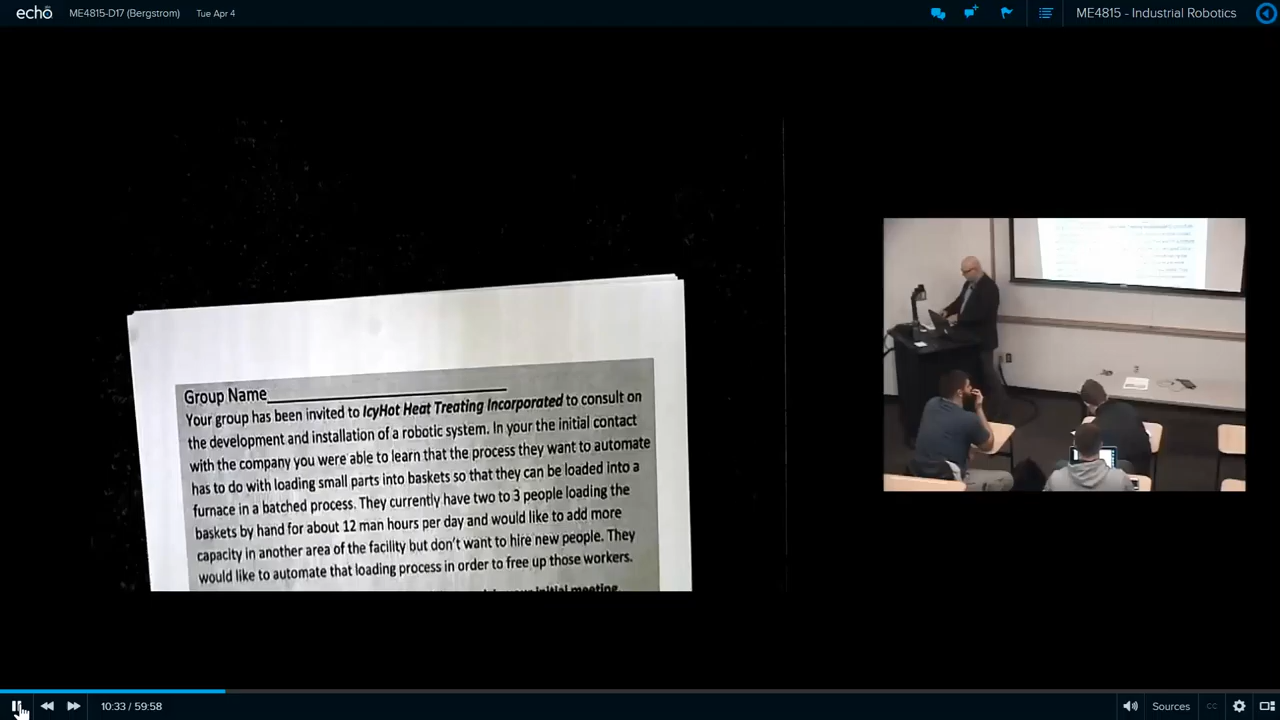 echo ME4815-D17 (Bergstrom) Tue Apr 4 ME4815 - Industrial Robotics
Group Name
Your group has been invited to IcyHot Heat Treating Incorporated to consult on
the development and installation of a robotic system. In your the initial contact
with the company you were able to learn that the process they want to automate
has to do with loading small parts into baskets so that they can be loaded into a
furnace in a batched process. They currently have two to 3 people loading the
baskets by hand for about 12 man hours per day and would like to add more
capacity in another area of the facility but don't want to hire new people. They
would like to automate that loading process in order to free up those workers.
initial meeting
10:33 / 59:58 Sources CC